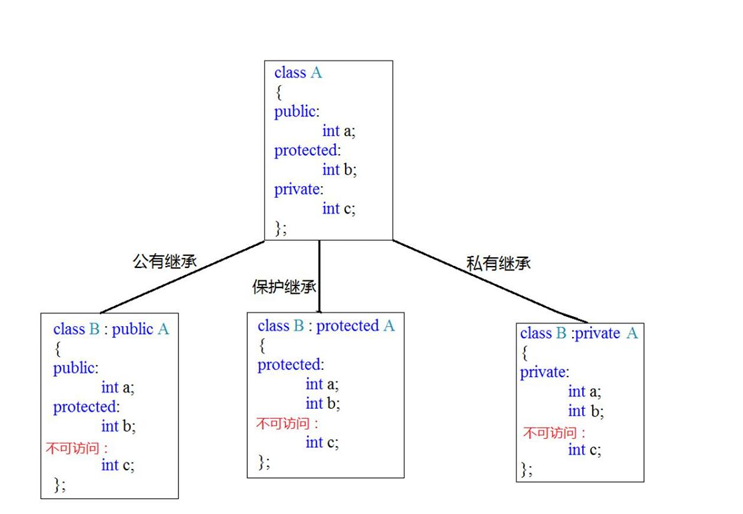 class A
{
public:
int a;
protected:
int b;
private:
int c;
};
公有继承
保护继承
私有继承
class B : public A
{
public:
int a;
protected:
int b;
不可访问：
int c;
};
class B : protected A
{
protected:
int a;
int b;
不可访问：
int c;
};
class B :private A
{
private:
int a;
int b;
不可访问：
int c;
};